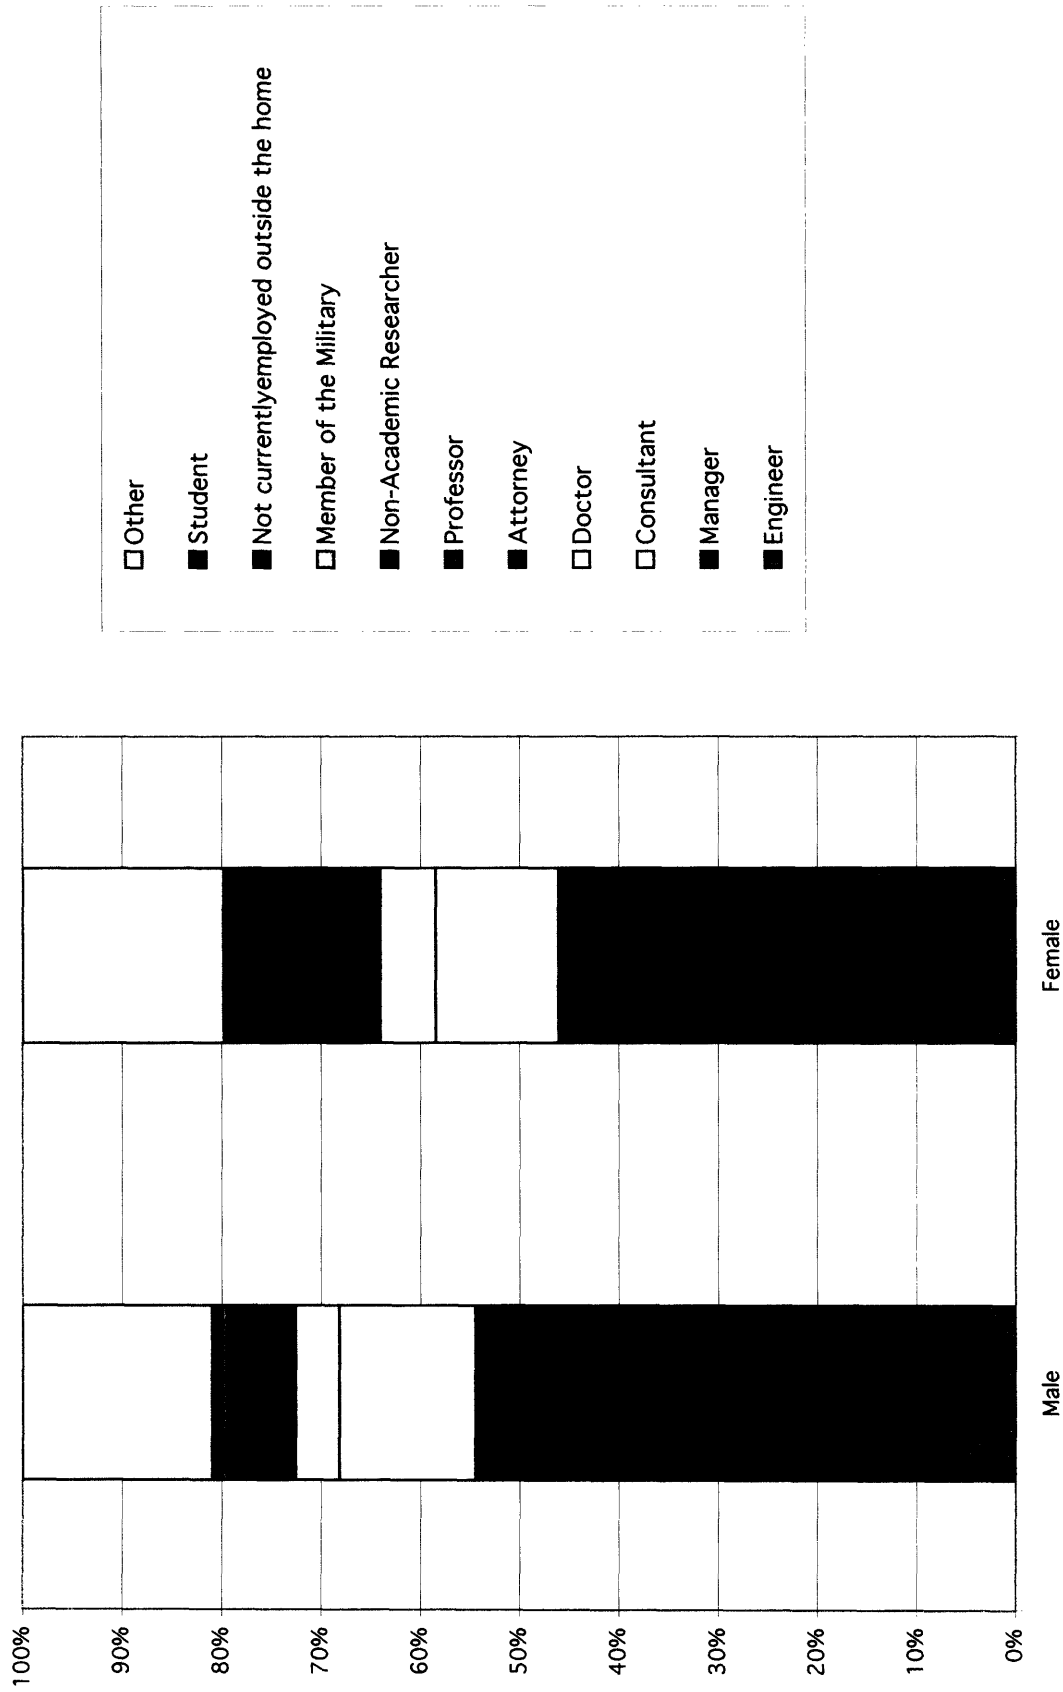 100%
90%
80%
70%
60%
50%
40%
30%
20%
10%
0%
Male
Female
Other
Student
Not currentlyemployed outside the home
Member of the Military
Non-Academic Researcher
Professor
Attorney
Doctor
Consultant
Manager
Engineer